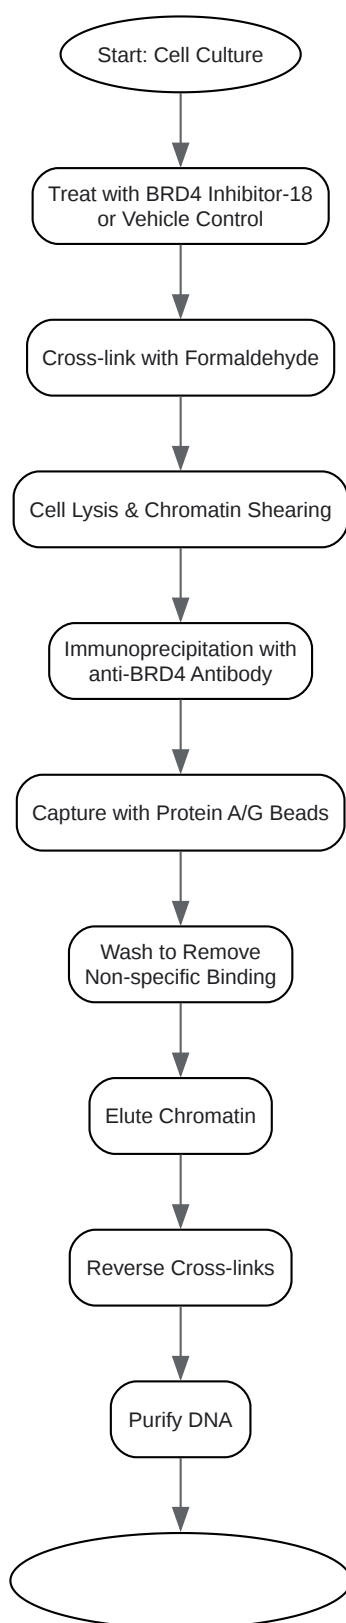 Start: Cell Culture
Treat with BRD4 Inhibitor-18
or Vehicle Control
Cross-link with Formaldehyde
Cell Lysis & Chromatin Shearing
Immunoprecipitation with
anti-BRD4 Antibody
Capture with Protein A/G Beads
Wash to Remove
Non-specific Binding
Elute Chromatin
Reverse Cross-links
Purify DNA